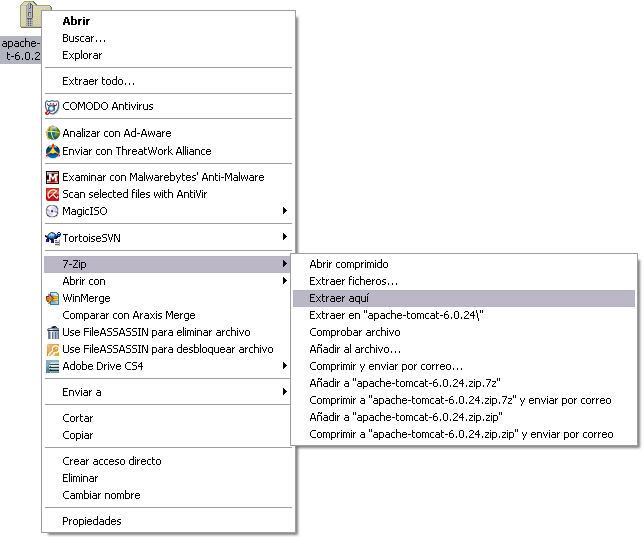 apache-
t-6.0.2
Abrir
Buscar...
Explorar
Extraer todo...
COMODO Antivirus
Analizar con Ad-Aware
Enviar con ThreatWork Alliance
Examinar con Malwarebytes' Anti-Malware
Scan selected files with AntiVir
MagicISO
TortoiseSVN
7-Zip
Abrir con
WinMerge
Comparar con Araxis Merge
Use FileASSASSIN para eliminar archivo
Use FileASSASSIN para desbloquear archivo
Adobe Drive CS4
Enviar a
Cortar
Copiar
Crear acceso directo
Eliminar
Cambiar nombre
Propiedades
Abrir comprimido
Extraer ficheros...
Extraer aquí
Extraer en "apache-tomcat-6.0.24\"
Comprobar archivo
Añadir al archivo...
Comprimir y enviar por correo...
Añadir a "apache-tomcat-6.0.24.zip.7z"
Comprimir a "apache-tomcat-6.0.24.zip.7z" y enviar por correo
Añadir a "apache-tomcat-6.0.24.zip.zip"
Comprimir a "apache-tomcat-6.0.24.zip.zip" y enviar por correo